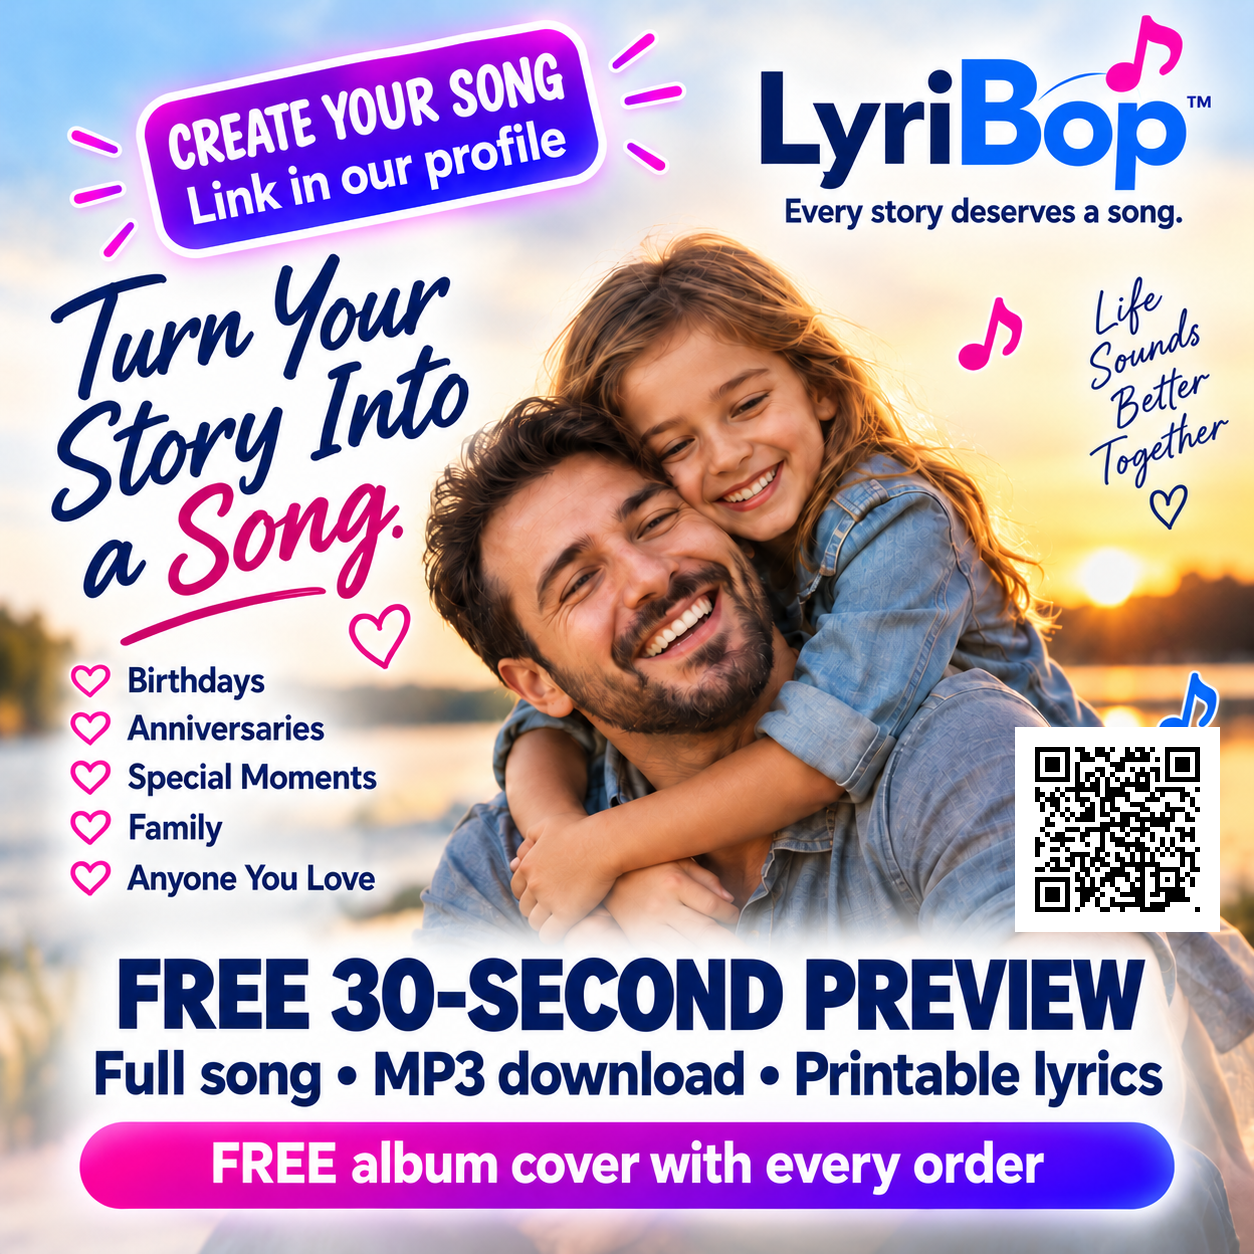 CREATE YOUR SONG
Link in our profile
LyriBop™
Every story deserves a song.
Turn Your
Story Into
a Song.
Life
Sounds
Better
Together
Birthdays
Anniversaries
Special Moments
Family
Anyone You Love
FREE 30-SECOND PREVIEW
Full song • MP3 download • Printable lyrics
FREE album cover with every order